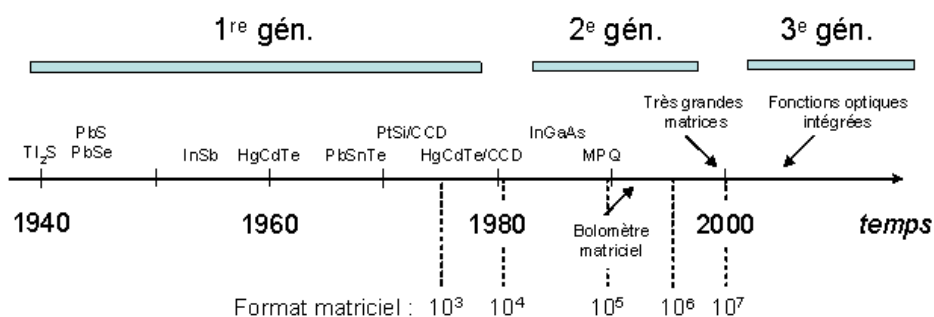 1re gén. 2e gén. 3e gén.
Très grandes
matrices
Fonctions optiques
intégrées
PbS
PtSi/CCD InGaAs
Tl2S PbSe InSb HgCdTe PbSnTe HgCdTe/CCD MPQ
1940 1960 1980 2000 temps
Bolomètre
matriciel
Format matriciel : 10³ 10⁴ 10⁵ 10⁶ 10⁷